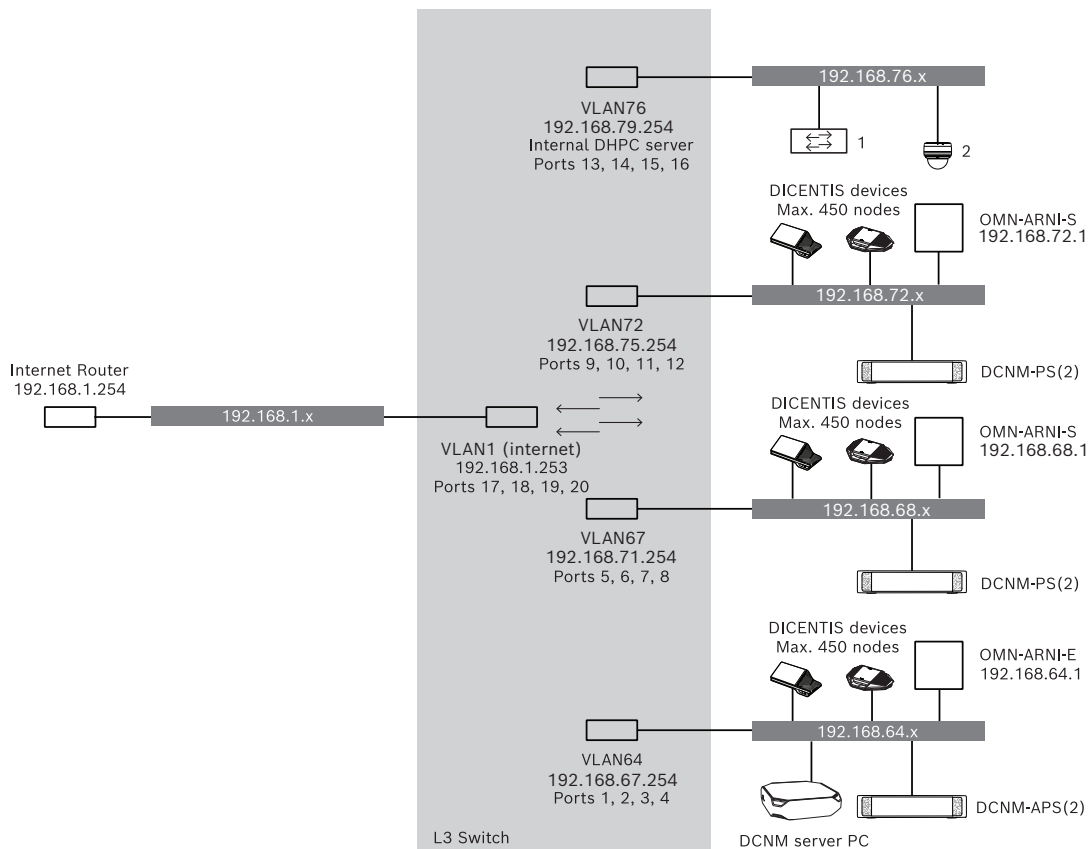 192.168.76.x
VLAN76
192.168.79.254
Internal DHPC server
Ports 13, 14, 15, 16
1
2
DICENTIS devices
Max. 450 nodes
OMN-ARNI-S
192.168.72.1
192.168.72.x
VLAN72
192.168.75.254
Ports 9, 10, 11, 12
DCNM-PS(2)
Internet Router
192.168.1.254
192.168.1.x
VLAN1 (internet)
192.168.1.253
Ports 17, 18, 19, 20
DICENTIS devices
Max. 450 nodes
OMN-ARNI-S
192.168.68.1
192.168.68.x
VLAN67
192.168.71.254
Ports 5, 6, 7, 8
DCNM-PS(2)
DICENTIS devices
Max. 450 nodes
OMN-ARNI-E
192.168.64.1
192.168.64.x
VLAN64
192.168.67.254
Ports 1, 2, 3, 4
DCNM-APS(2)
L3 Switch
DCNM server PC